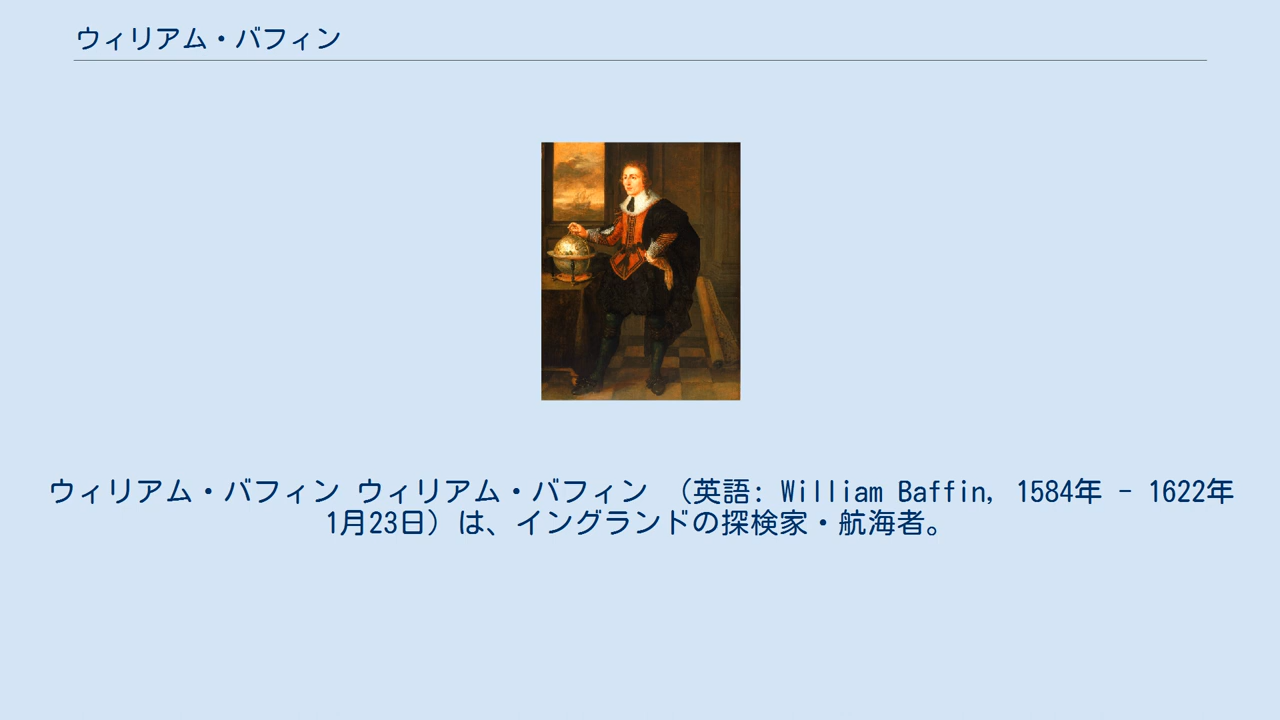 ウィリアム・バフィン
ウィリアム・バフィン ウィリアム・バフィン （英語: William Baffin, 1584年 - 1622年
1月23日）は、イングランドの探検家・航海者。